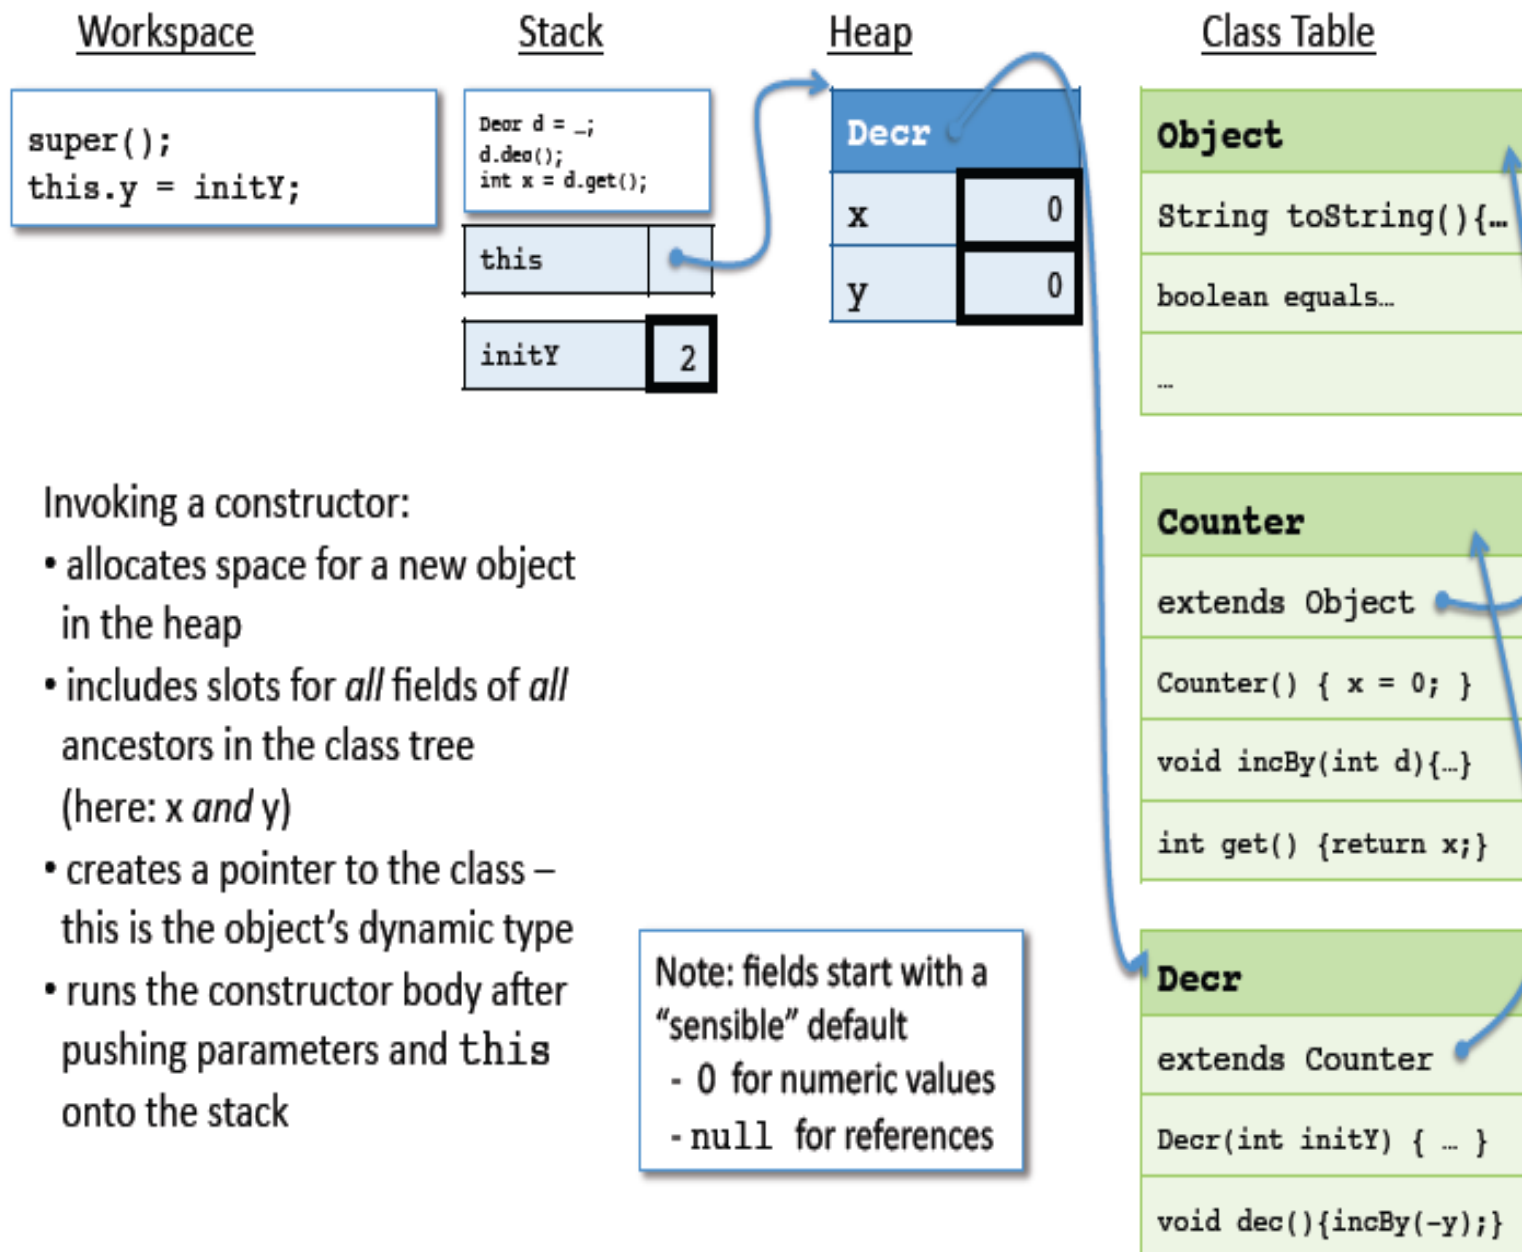 Workspace
Stack
Heap
Class Table
super();
this.y = initY;
Decr d = _;
d.dec();
int x = d.get();
this
initY
2
Decr
x
0
y
0
Object
String toString(){…
boolean equals…
…
Counter
extends Object
Counter() { x = 0; }
void incBy(int d){…}
int get() {return x;}
Decr
extends Counter
Decr(int initY) { … }
void dec(){incBy(-y);}
Invoking a constructor:
• allocates space for a new object
in the heap
• includes slots for all fields of all
ancestors in the class tree
(here: x and y)
• creates a pointer to the class –
this is the object’s dynamic type
• runs the constructor body after
pushing parameters and this
onto the stack
Note: fields start with a
“sensible” default
- 0 for numeric values
- null for references